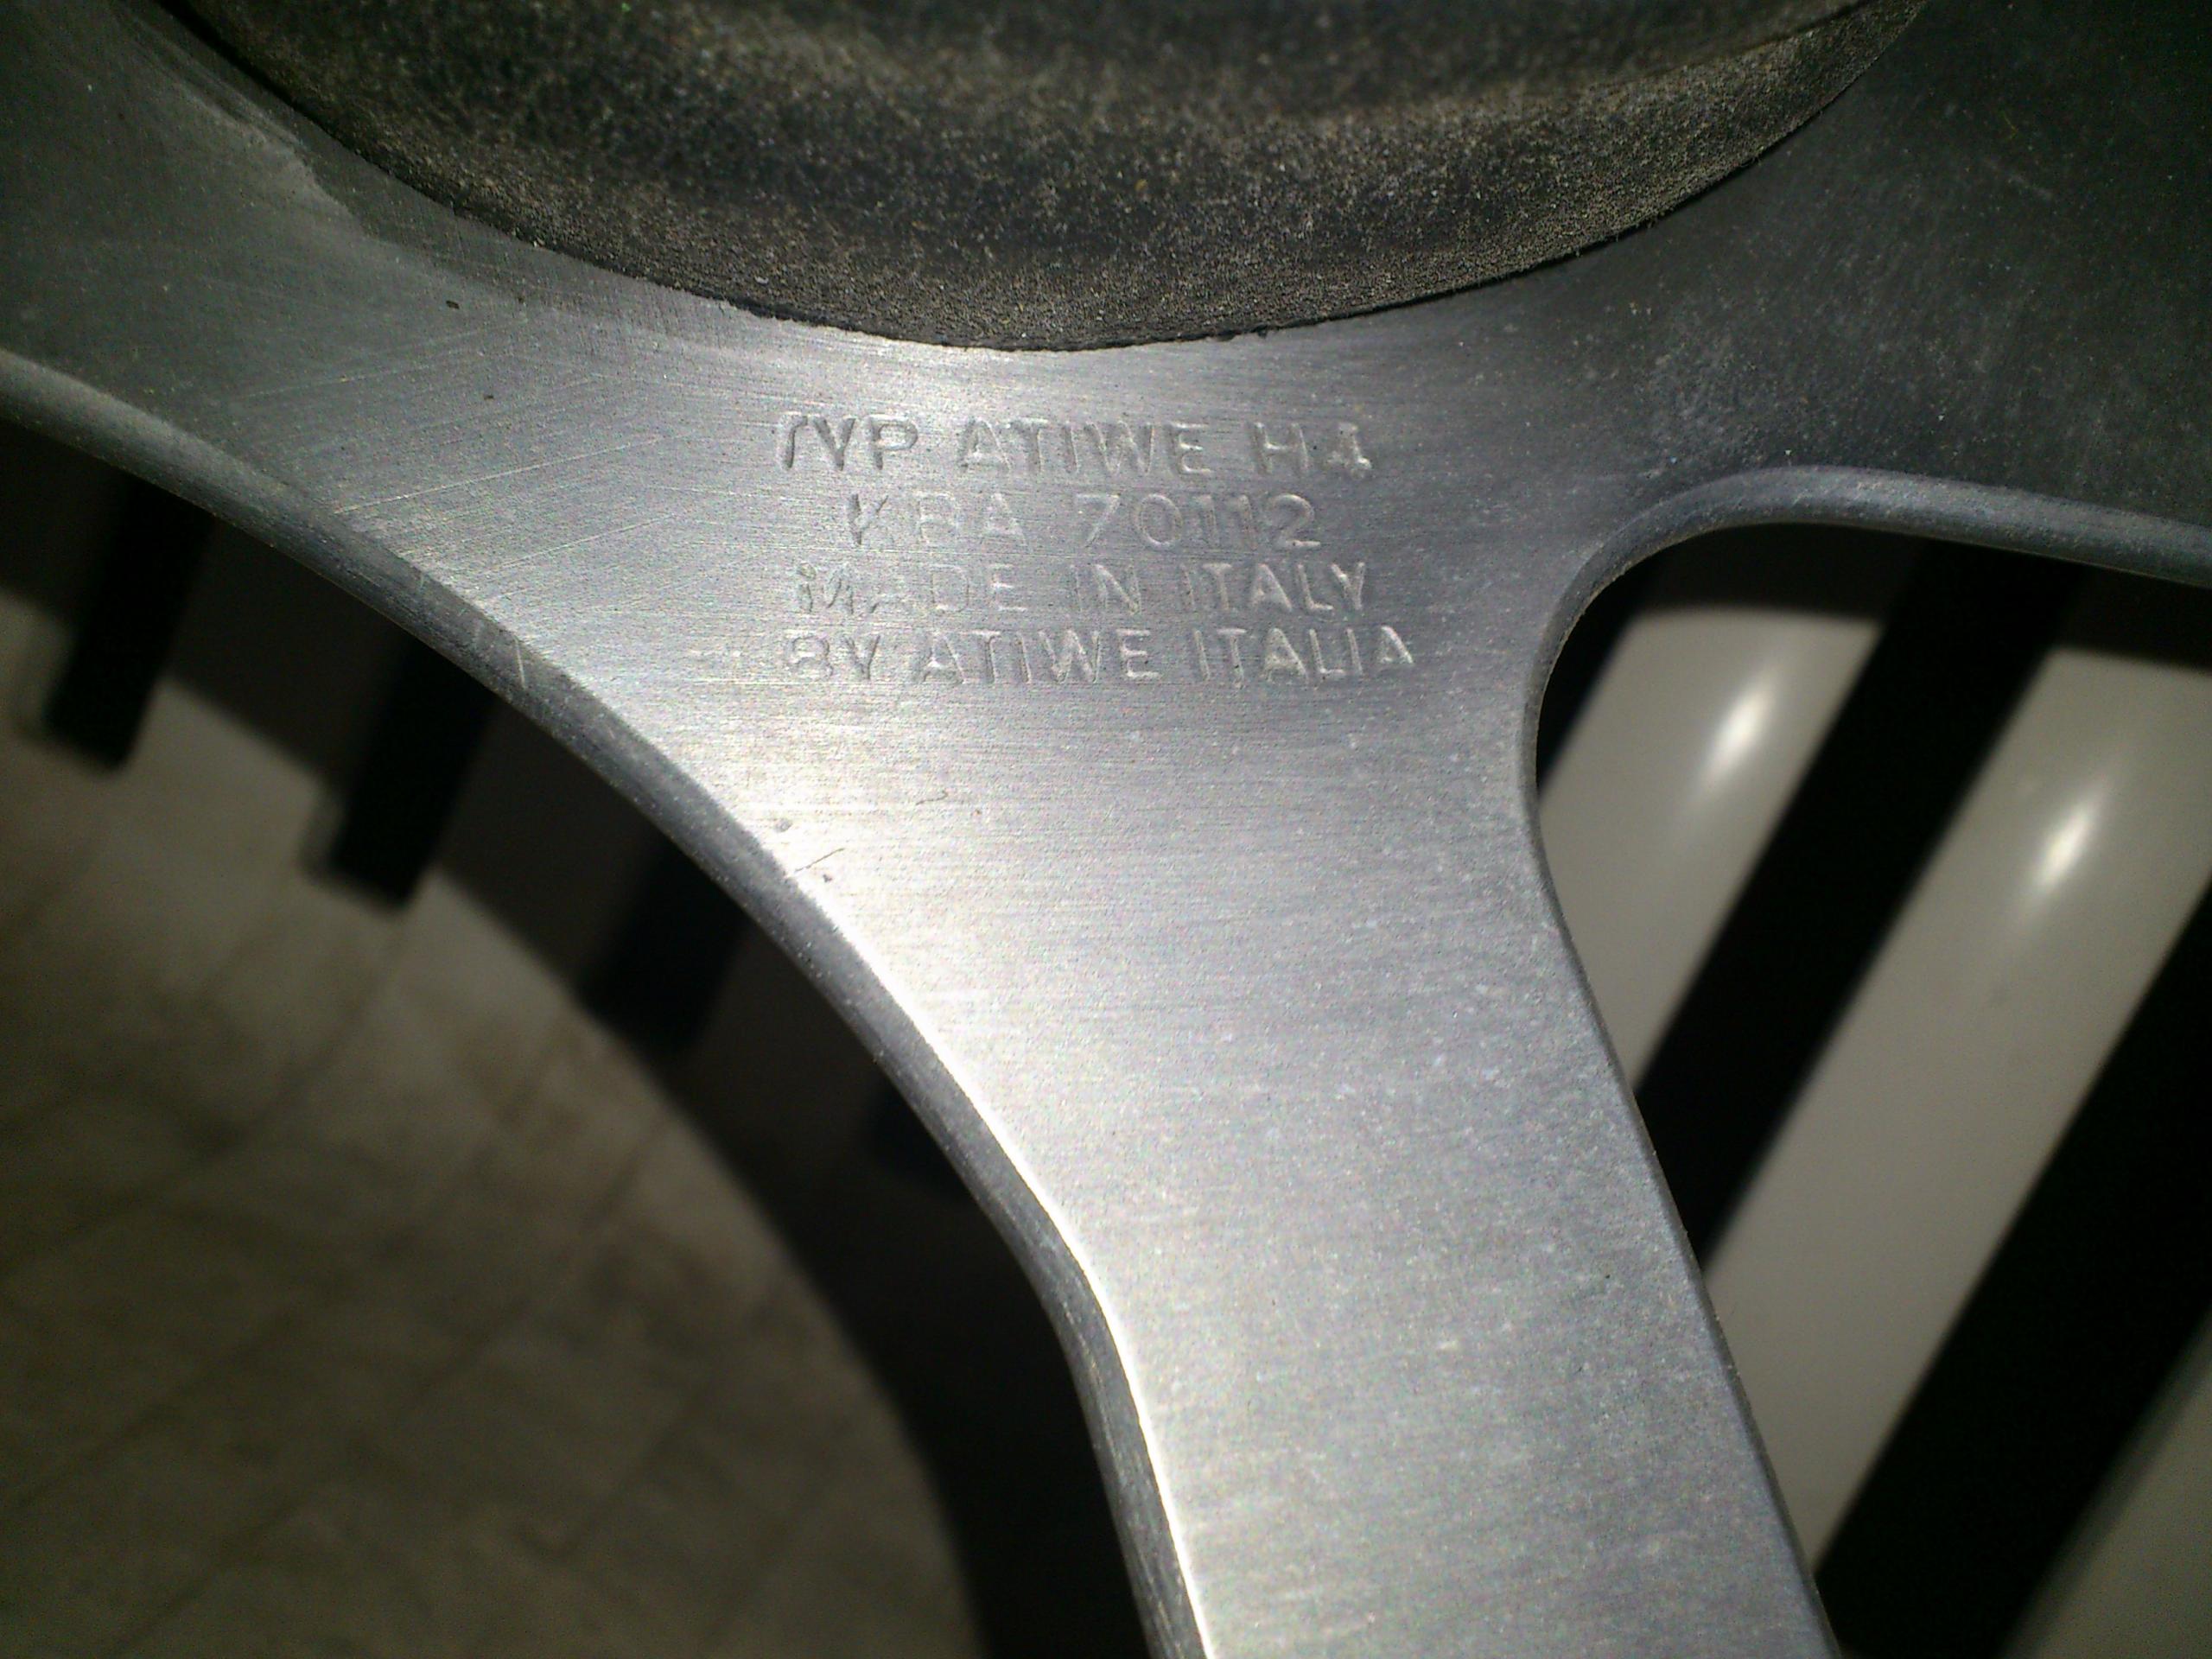 TYP ATIWE H4
KBA 70112
MADE IN ITALY
BY ATIWE ITALIA